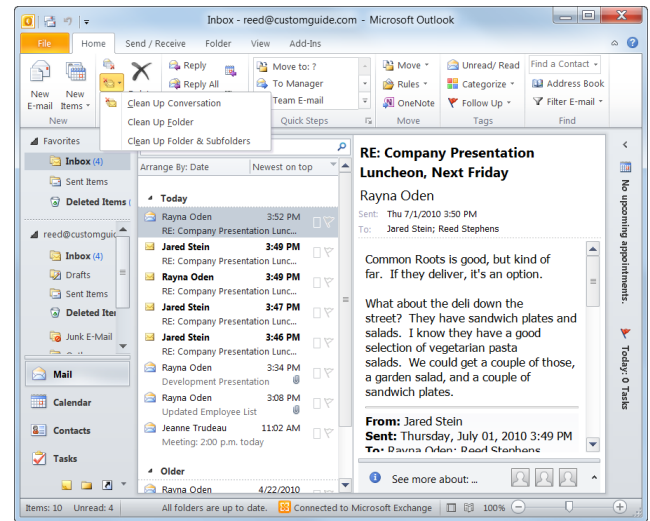 Inbox - reed@customguide.com - Microsoft Outlook
File Home Send / Receive Folder View Add-Ins
New E-mail
New Items
New
Reply
Reply All
Clean Up Conversation
Clean Up Folder
Clean Up Folder & Subfolders
Move to: ?
To Manager
Team E-mail
Quick Steps
Move
Rules
OneNote
Move
Unread/ Read
Categorize
Follow Up
Tags
Find a Contact
Address Book
Filter E-mail
Find
Favorites
Inbox (4)
Sent Items
Deleted Items
reed@customguid
Inbox (4)
Drafts
Sent Items
Deleted Iter
Junk E-Mail
Mail
Calendar
Contacts
Tasks
Arrange By: Date Newest on top
Today
Rayna Oden 3:52 PM
RE: Company Presentation Lunc...
Jared Stein 3:49 PM
RE: Company Presentation Lunc...
Rayna Oden 3:49 PM
RE: Company Presentation Lunc...
Jared Stein 3:47 PM
RE: Company Presentation Lunc...
Jared Stein 3:46 PM
RE: Company Presentation Lunc...
Rayna Oden 3:34 PM
Development Presentation
Rayna Oden 3:08 PM
Updated Employee List
Jeanne Trudeau 11:02 AM
Meeting: 2:00 p.m. today
Older
Rayna Oden 4/22/2010
RE: Company Presentation
Luncheon, Next Friday
Rayna Oden
Sent: Thu 7/1/2010 3:50 PM
To: Jared Stein; Reed Stephens
Common Roots is good, but kind of
far. If they deliver, it's an option.
What about the deli down the
street? They have sandwich plates and
salads. I know they have a good
selection of vegetarian pasta
salads. We could get a couple of those,
a garden salad, and a couple of
sandwich plates.
From: Jared Stein
Sent: Thursday, July 01, 2010 3:49 PM
To: Rayna Oden; Reed Stephens
See more about: ...
No upcoming appointments.
Today: 0 Tasks
Items: 10 Unread: 4 All folders are up to date. Connected to Microsoft Exchange 100%